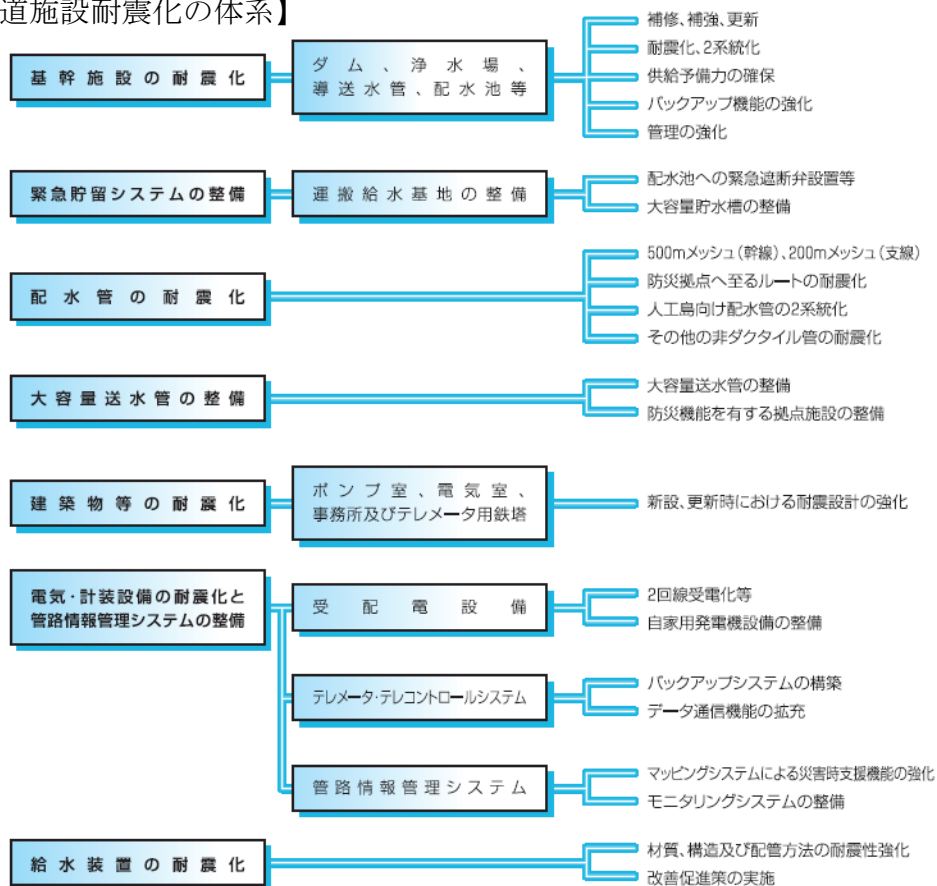 道施設耐震化の体系】
基幹施設の耐震化
ダム、浄水場、
導送水管、配水池等
補修、補強、更新
耐震化、2系統化
供給予備力の確保
バックアップ機能の強化
管理の強化
緊急貯留システムの整備
運搬給水基地の整備
配水池への緊急遮断弁設置等
大容量貯水槽の整備
配水管の耐震化
500mメッシュ(幹線)、200mメッシュ(支線)
防災拠点へ至るルートの耐震化
人工島向け配水管の2系統化
その他の非ダクタイル管の耐震化
大容量送水管の整備
大容量送水管の整備
防災機能を有する拠点施設の整備
建築物等の耐震化
ポンプ室、電気室、
事務所及びテレメータ用鉄塔
新設、更新時における耐震設計の強化
電気・計装設備の耐震化と
管路情報管理システムの整備
受配電設備
2回線受電化等
自家用発電機設備の整備
テレメータ・テレコントロールシステム
バックアップシステムの構築
データ通信機能の拡充
管路情報管理システム
マッピングシステムによる災害時支援機能の強化
モニタリングシステムの整備
給水装置の耐震化
材質、構造及び配管方法の耐震性強化
改善促進策の実施